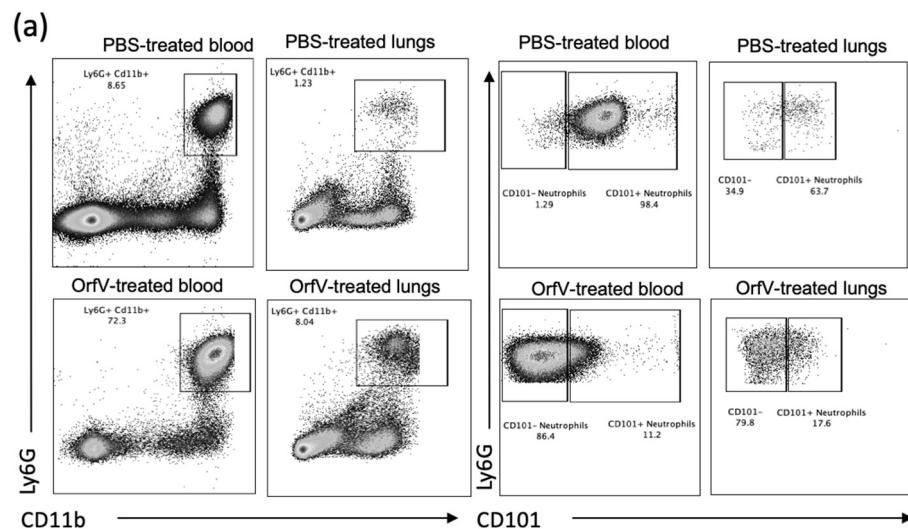 (a)
PBS-treated blood
PBS-treated lungs
PBS-treated blood
PBS-treated lungs
Ly6G+ Cd11b+
8.65
Ly6G+ Cd11b+
1.23
CD101- Neutrophils
1.29
CD101+ Neutrophils
98.4
CD101-
34.9
CD101+ Neutrophils
63.7
OrfV-treated blood
OrfV-treated lungs
OrfV-treated blood
OrfV-treated lungs
Ly6G+ Cd11b+
72.3
Ly6G+ Cd11b+
8.04
CD101- Neutrophils
86.4
CD101+ Neutrophils
11.2
CD101-
79.8
CD101+ Neutrophils
17.6
Ly6G
Ly6G
CD11b
CD101